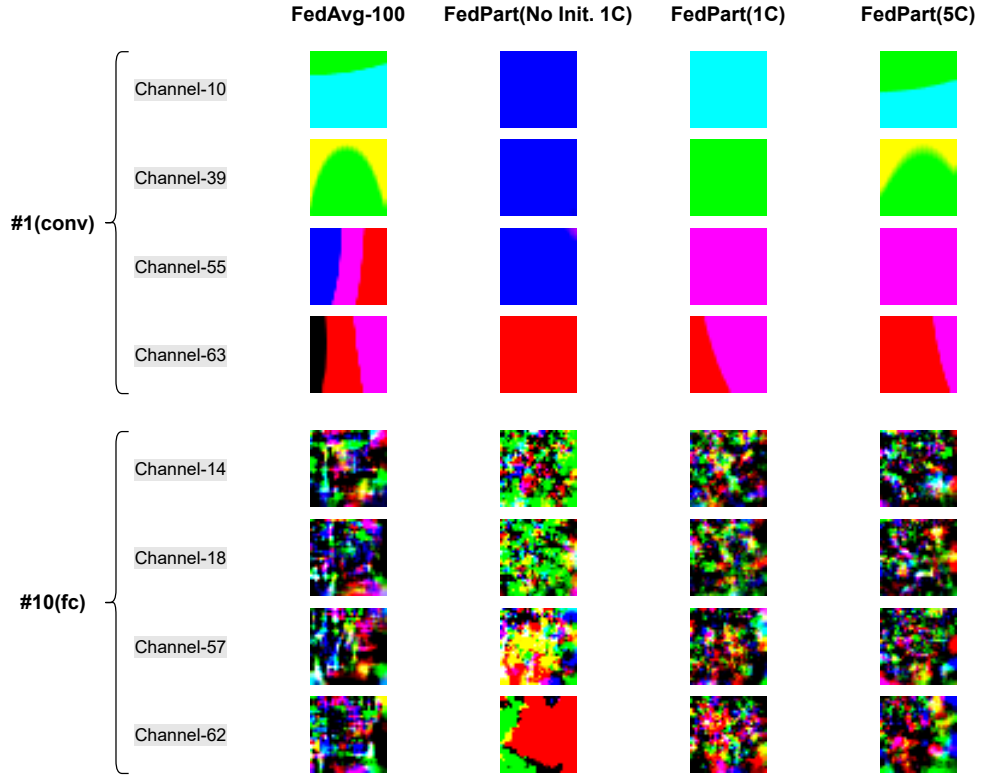 FedAvg-100 FedPart(No Init. 1C) FedPart(1C) FedPart(5C)
#1(conv)
Channel-10
Channel-39
Channel-55
Channel-63
#10(fc)
Channel-14
Channel-18
Channel-57
Channel-62